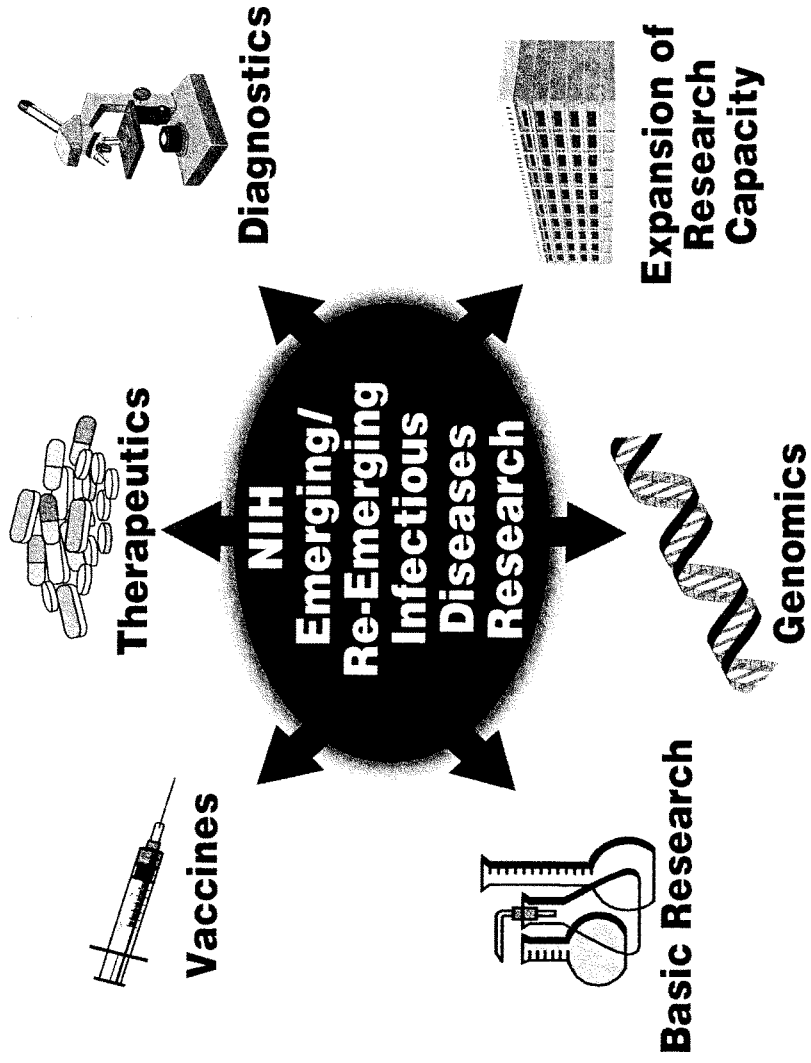 Vaccines
Therapeutics
Diagnostics
NIH
Emerging/
Re-Emerging
Infectious
Diseases
Research
Basic Research
Genomics
Expansion of
Research
Capacity